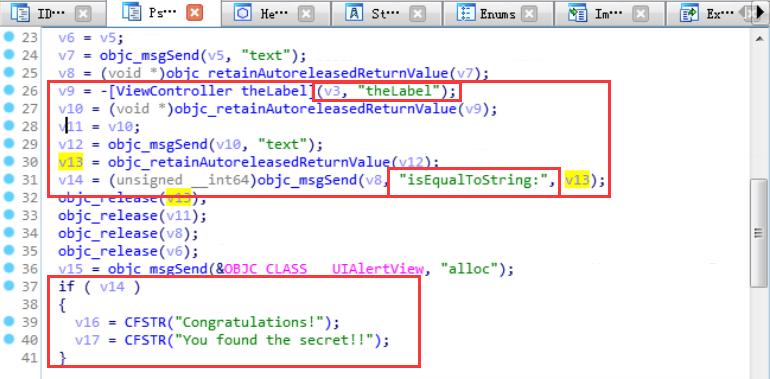 ID··· Ps··· He··· St··· Enums Im··· Ex···
23 v6 = v5;
24 v7 = objc_msgSend(v5, "text");
25 v8 = (void *)objc_retainAutoreleasedReturnValue(v7);
26 v9 = -[ViewController theLabel](v3, "theLabel");
27 v10 = (void *)objc_retainAutoreleasedReturnValue(v9);
28 v11 = v10;
29 v12 = objc_msgSend(v10, "text");
30 v13 = objc_retainAutoreleasedReturnValue(v12);
31 v14 = (unsigned __int64)objc_msgSend(v8, "isEqualToString:", v13);
32 objc_release(v13);
33 objc_release(v11);
34 objc_release(v8);
35 objc_release(v6);
36 v15 = objc_msgSend(&OBJC_CLASS___UIAlertView, "alloc");
37 if ( v14 )
38 {
39 v16 = CFSTR("Congratulations!");
40 v17 = CFSTR("You found the secret!!");
41 }